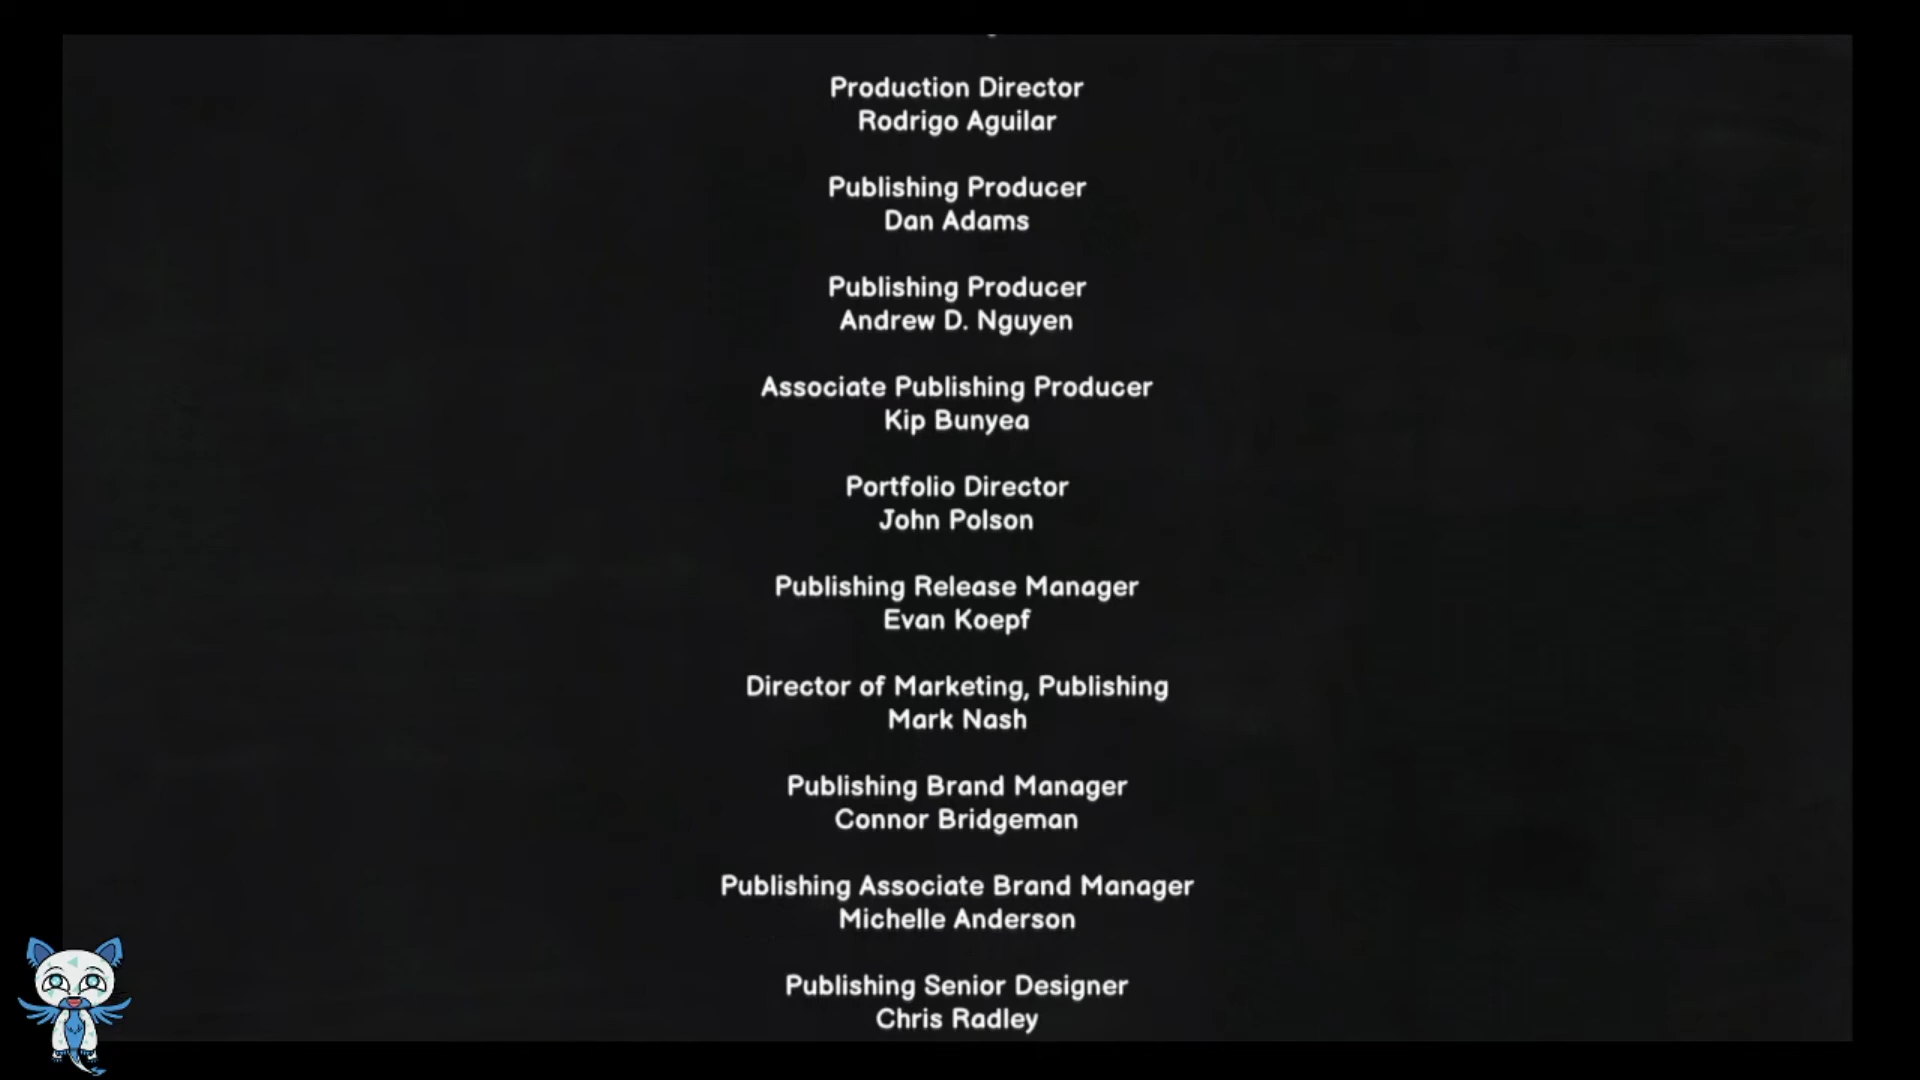 Production Director
Rodrigo Aguilar
Publishing Producer
Dan Adams
Publishing Producer
Andrew D. Nguyen
Associate Publishing Producer
Kip Bunyea
Portfolio Director
John Polson
Publishing Release Manager
Evan Koepf
Director of Marketing, Publishing
Mark Nash
Publishing Brand Manager
Connor Bridgeman
Publishing Associate Brand Manager
Michelle Anderson
Publishing Senior Designer
Chris Radley